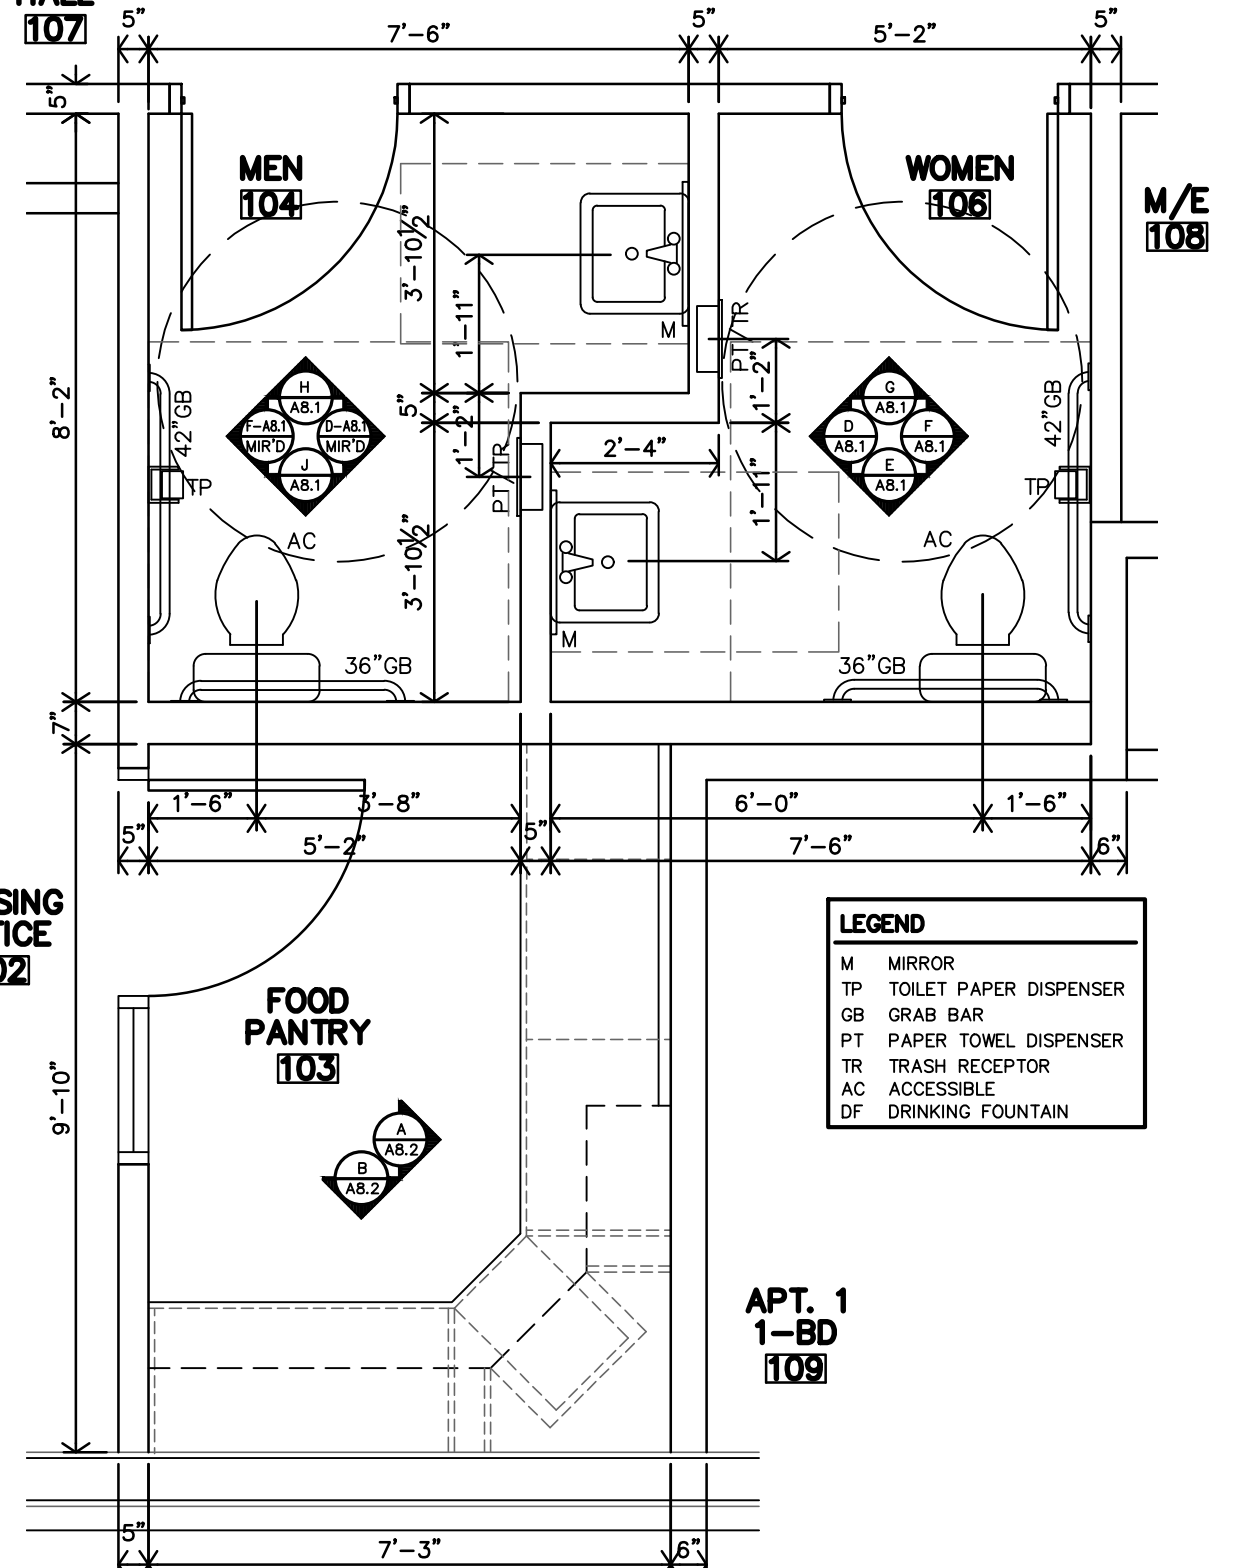 HALL
107
5"
7'-6"
5"
5'-2"
5"
5"
MEN
104
WOMEN
106
M/E
108
3'-10½"
1'-11"
M
PT TR
1'-2"
8'-2"
42"GB
H
A8.1
F-A8.1
MIR'D
D-A8.1
MIR'D
J
A8.1
5"
1'-2"
PT TR
2'-4"
G
A8.1
D
A8.1
F
A8.1
E
A8.1
42"GB
TP
TP
1'-11"
AC
AC
3'-10½"
M
36"GB
36"GB
7"
1'-6"
3'-8"
6'-0"
1'-6"
5"
5'-2"
5"
7'-6"
6"
SING
TICE
02
LEGEND
M MIRROR
TP TOILET PAPER DISPENSER
GB GRAB BAR
PT PAPER TOWEL DISPENSER
TR TRASH RECEPTOR
AC ACCESSIBLE
DF DRINKING FOUNTAIN
FOOD
PANTRY
103
9'-10"
A
A8.2
B
A8.2
APT. 1
1-BD
109
5"
7'-3"
6"